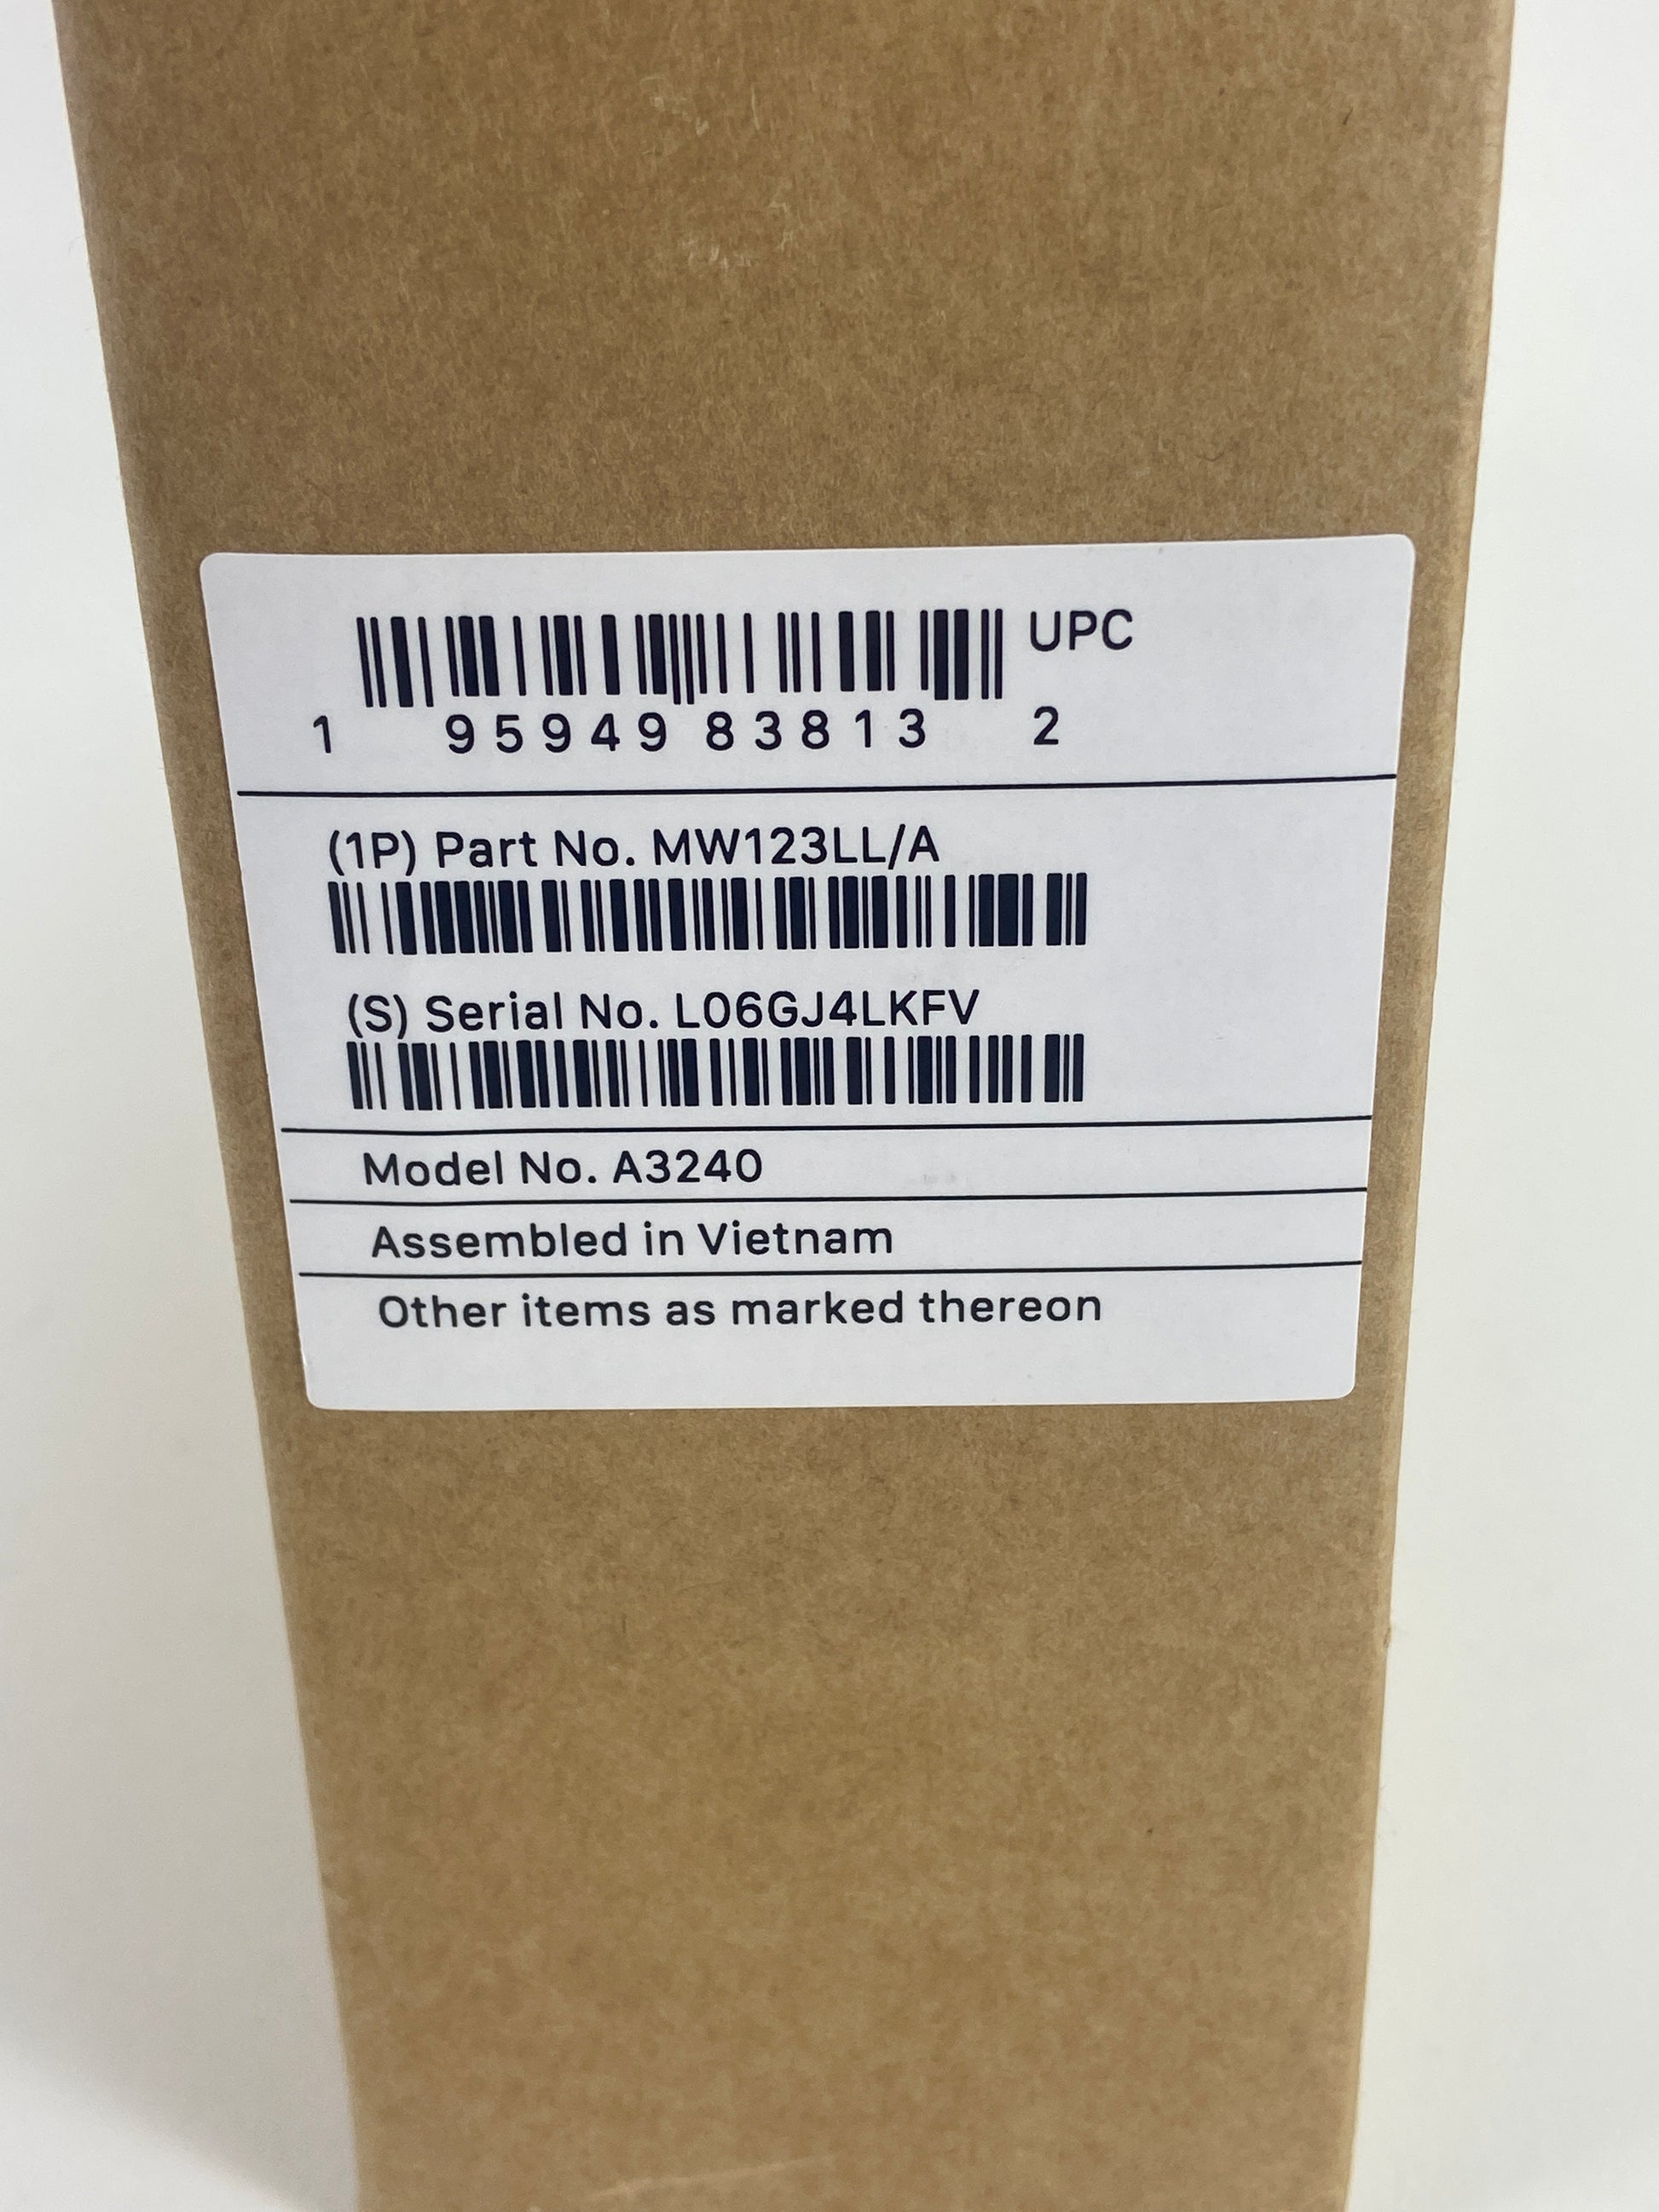 UPC
1 95949 83813 2
(1P) Part No. MW123LL/A
(S) Serial No. L06GJ4LKFV
Model No. A3240
Assembled in Vietnam
Other items as marked thereon